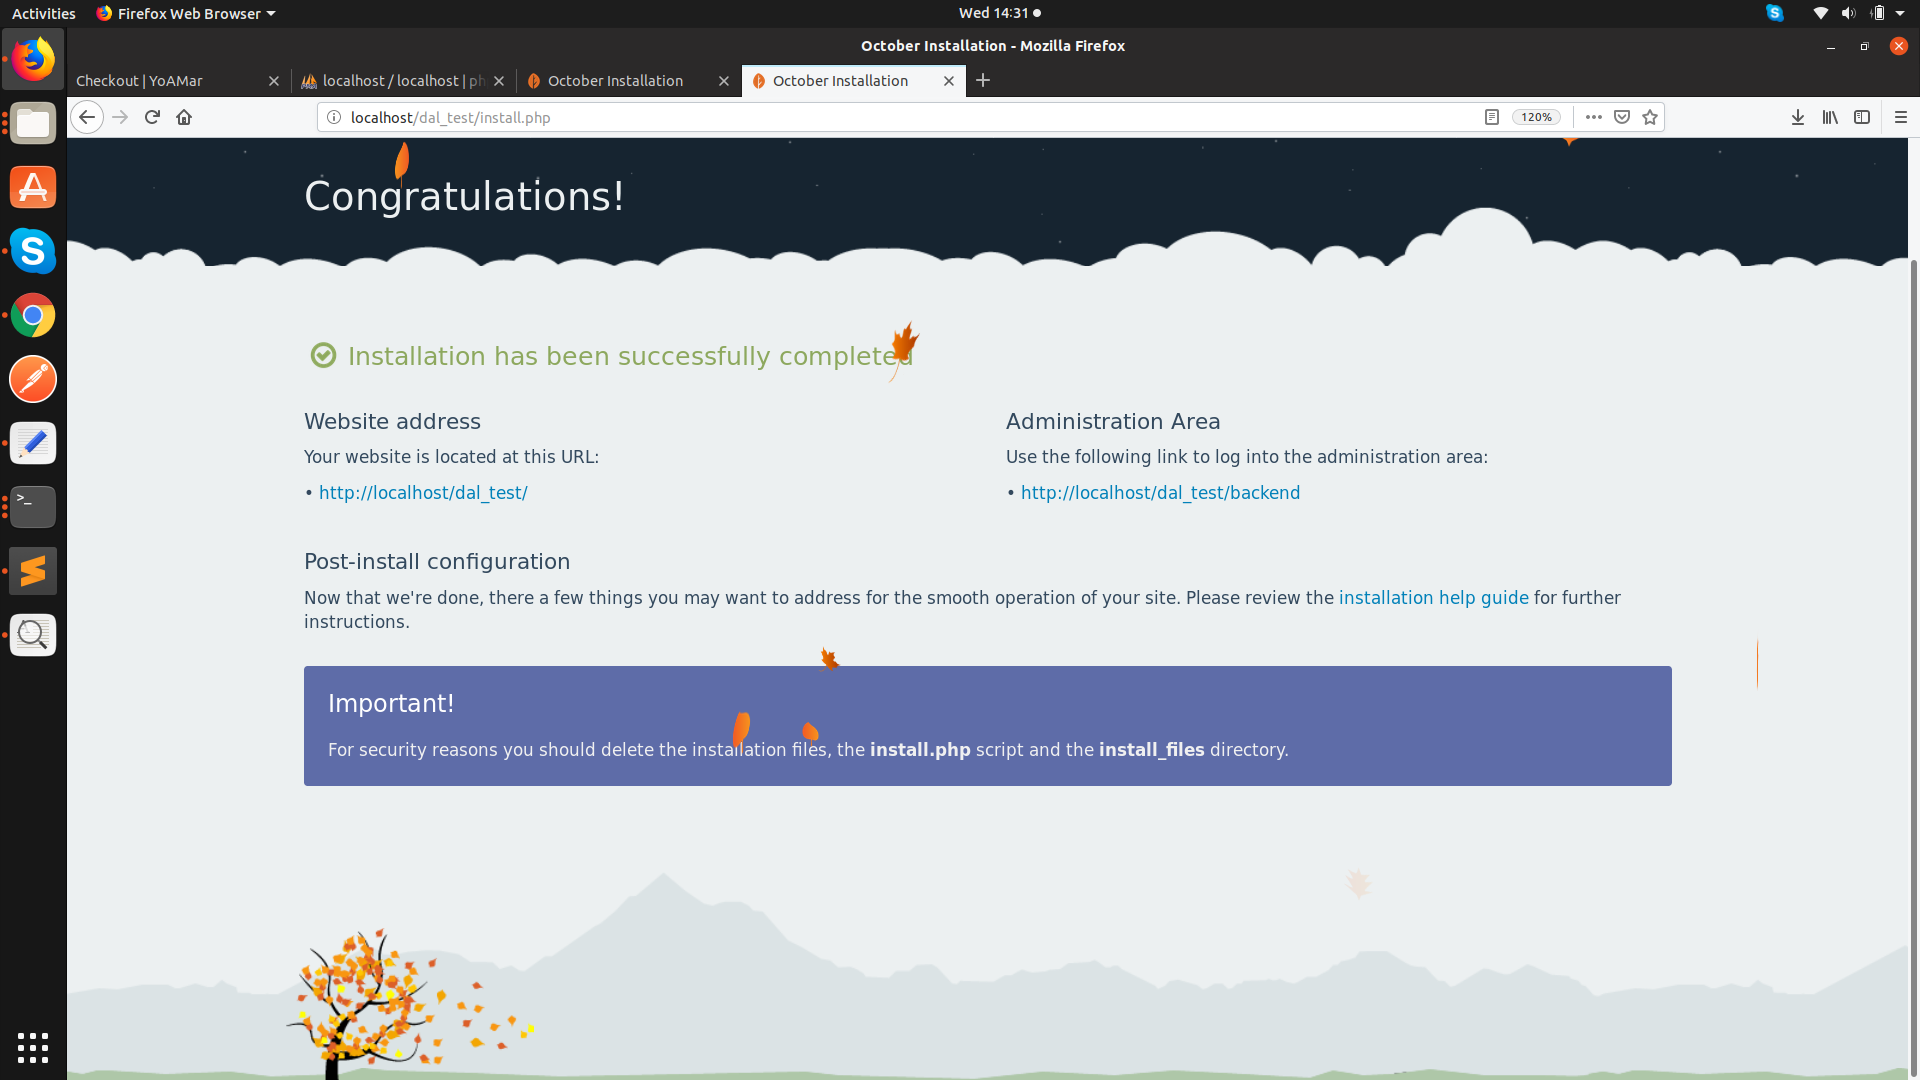 Activities
Firefox Web Browser
Wed 14:31
October Installation - Mozilla Firefox
Checkout | YoAMar
localhost / localhost | ph
October Installation
October Installation
localhost/dal_test/install.php
120%
Congratulations!
Installation has been successfully completed
Website address
Your website is located at this URL:
• http://localhost/dal_test/
Administration Area
Use the following link to log into the administration area:
• http://localhost/dal_test/backend
Post-install configuration
Now that we're done, there a few things you may want to address for the smooth operation of your site. Please review the installation help guide for further
instructions.
Important!
For security reasons you should delete the installation files, the install.php script and the install_files directory.